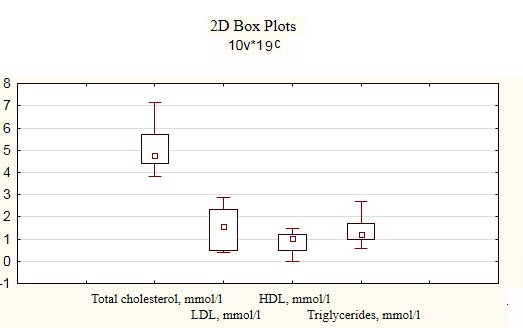 2D Box Plots
10v*19c
8
7
6
5
4
3
2
1
0
-1
Total cholesterol, mmol/l HDL, mmol/l
LDL, mmol/l Triglycerides, mmol/l